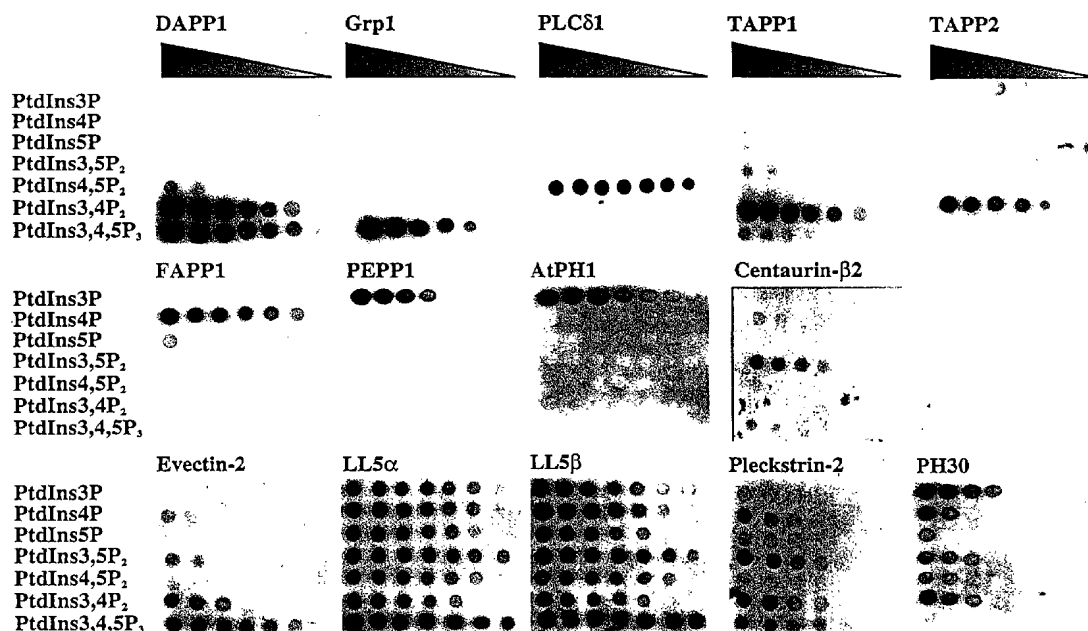 DAPP1 Grp1 PLCδ1 TAPP1 TAPP2
PtdIns3P
PtdIns4P
PtdIns5P
PtdIns3,5P₂
PtdIns4,5P₂
PtdIns3,4P₂
PtdIns3,4,5P₃
FAPP1 PEPP1 AtPH1 Centaurin-β2
PtdIns3P
PtdIns4P
PtdIns5P
PtdIns3,5P₂
PtdIns4,5P₂
PtdIns3,4P₂
PtdIns3,4,5P₃
Evectin-2 LL5α LL5β Pleckstrin-2 PH30
PtdIns3P
PtdIns4P
PtdIns5P
PtdIns3,5P₂
PtdIns4,5P₂
PtdIns3,4P₂
PtdIns3,4,5P₃